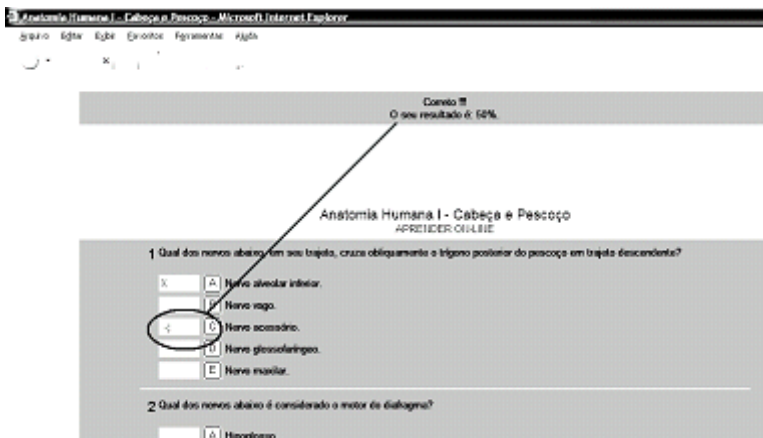 Anatomia Humana I - Cabeça e Pescoço - Microsoft Internet Explorer
Arquivo Editar Exibir Favoritos Ferramentas Ajuda
Correto !!!
O seu resultado é: 50%.
Anatomia Humana I - Cabeça e Pescoço
APRENDER ON-LINE
1 Qual dos nervos abaixo, em seu trajeto, cruza obliquamente o trígono posterior do pescoço em trajeto descendente?
X A Nervo alveolar inferior.
B Nervo vago.
C Nervo acessório.
D Nervo glossofaríngeo.
E Nervo maxilar.
2 Qual dos nervos abaixo é considerado o motor do diafragma?
A Hipoglosso